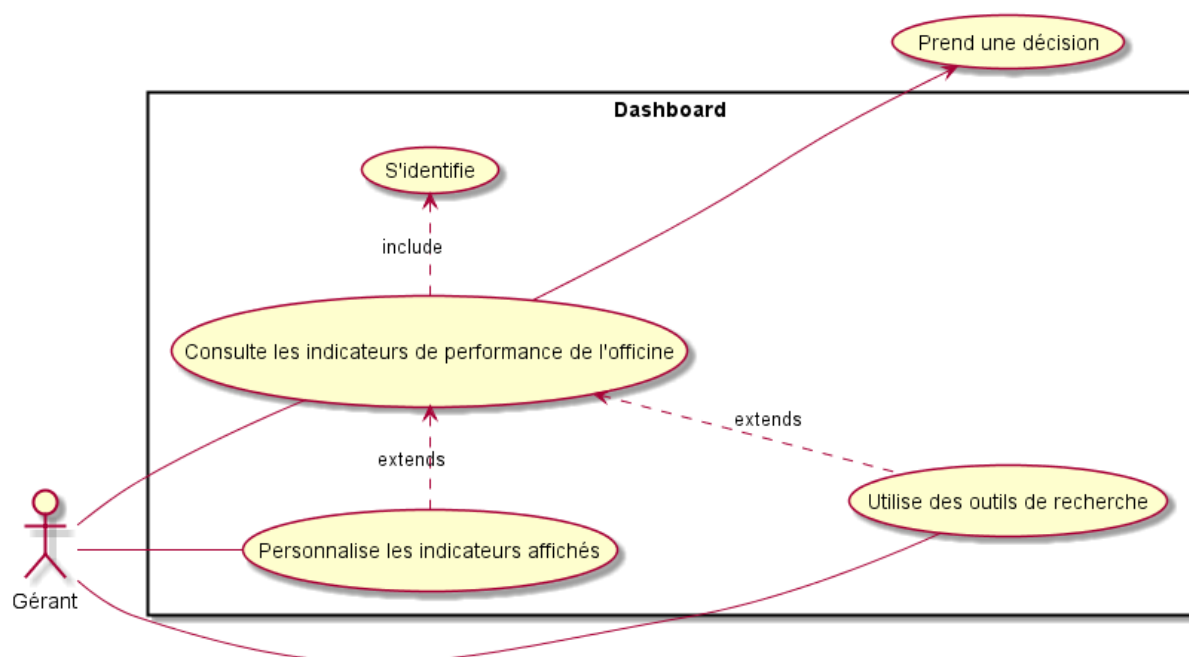 Prend une décision
Dashboard
S'identifie
include
Consulte les indicateurs de performance de l'officine
extends
extends
Utilise des outils de recherche
Personnalise les indicateurs affichés
Gérant